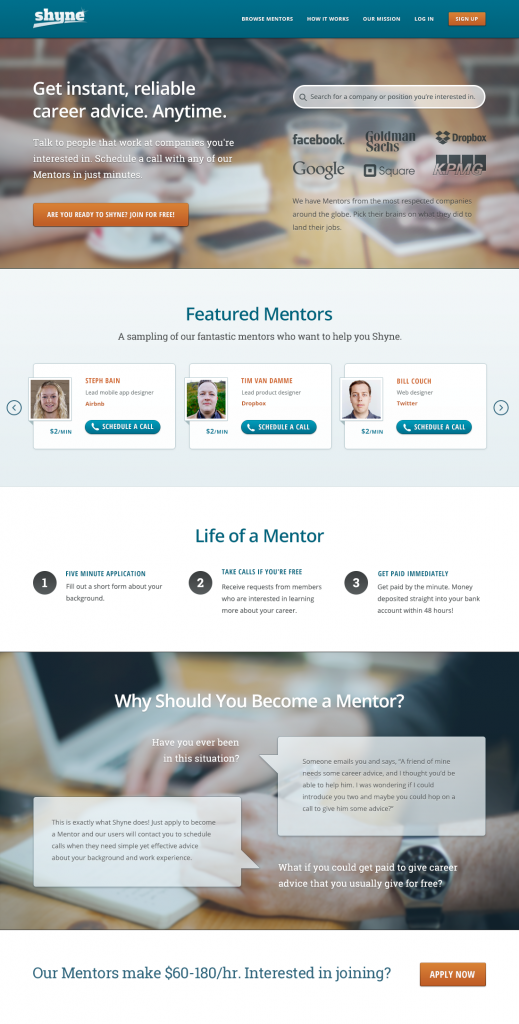 shyne
BROWSE MENTORS
HOW IT WORKS
OUR MISSION
LOG IN
SIGN UP
Get instant, reliable
career advice. Anytime.
Talk to people that work at companies you're
interested in. Schedule a call with any of our
Mentors in just minutes.
ARE YOU READY TO SHYNE? JOIN FOR FREE!
Search for a company or position you're interested in.
facebook.
Goldman
Sachs
Dropbox
Google
Square
KPMG
We have Mentors from the most respected companies
around the globe. Pick their brains on what they did to
land their jobs.
Featured Mentors
A sampling of our fantastic mentors who want to help you Shyne.
STEPH BAIN
Lead mobile app designer
Airbnb
$2/MIN
SCHEDULE A CALL
TIM VAN DAMME
Lead product designer
Dropbox
$2/MIN
SCHEDULE A CALL
BILL COUCH
Web designer
Twitter
$2/MIN
SCHEDULE A CALL
Life of a Mentor
1
FIVE MINUTE APPLICATION
Fill out a short form about your
background.
2
TAKE CALLS IF YOU'RE FREE
Receive requests from members
who are interested in learning
more about your career.
3
GET PAID IMMEDIATELY
Get paid by the minute. Money
deposited straight into your bank
account within 48 hours!
Why Should You Become a Mentor?
Have you ever been
in this situation?
Someone emails you and says, "A friend of mine
needs some career advice, and I thought you'd be
able to help him. I was wondering if I could
introduce you two and maybe you could hop on a
call to give him some advice?"
This is exactly what Shyne does! Just apply to become
a Mentor and our users will contact you to schedule
calls when they need simple yet effective advice
about your background and work experience.
What if you could get paid to give career
advice that you usually give for free?
Our Mentors make $60-180/hr. Interested in joining?
APPLY NOW